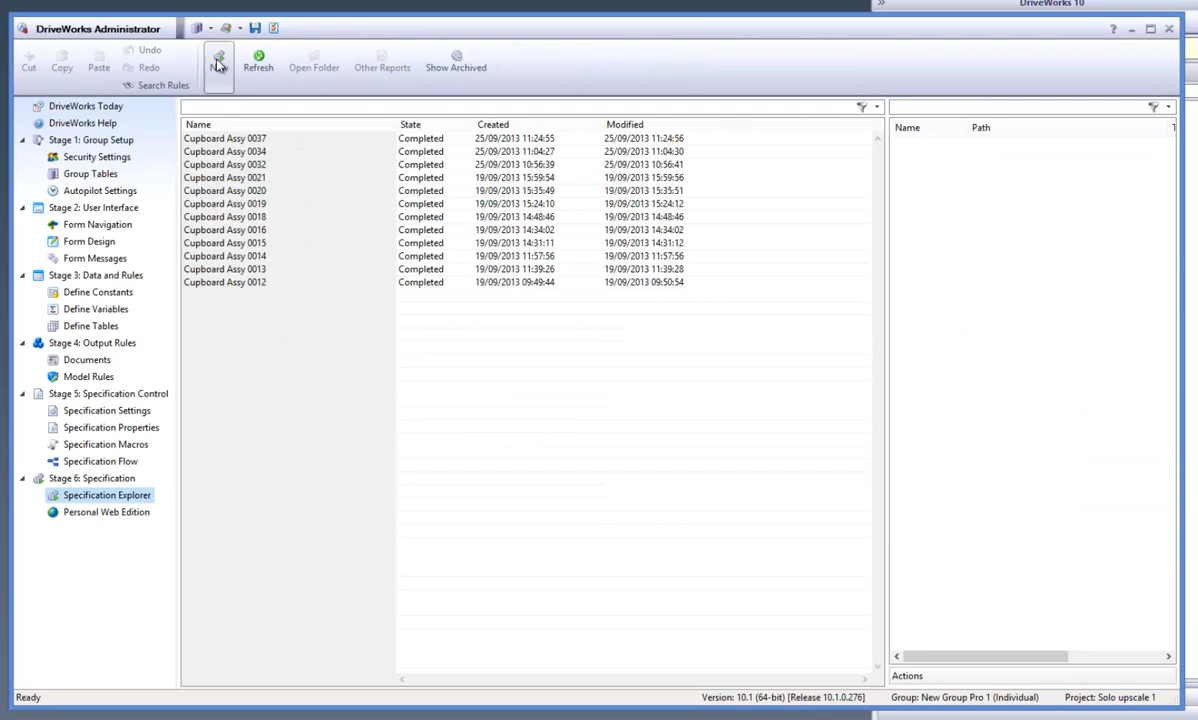 DriveWorks 10
DriveWorks Administrator
Cut
Copy
Paste
Undo
Redo
Search Rules
Refresh
Open Folder
Other Reports
Show Archived
DriveWorks Today
DriveWorks Help
Stage 1: Group Setup
Security Settings
Group Tables
Autopilot Settings
Stage 2: User Interface
Form Navigation
Form Design
Form Messages
Stage 3: Data and Rules
Define Constants
Define Variables
Define Tables
Stage 4: Output Rules
Documents
Model Rules
Stage 5: Specification Control
Specification Settings
Specification Properties
Specification Macros
Specification Flow
Stage 6: Specification
Specification Explorer
Personal Web Edition
Name State Created Modified
Cupboard Assy 0037 Completed 25/09/2013 11:24:55 25/09/2013 11:24:56
Cupboard Assy 0034 Completed 25/09/2013 11:04:27 25/09/2013 11:04:30
Cupboard Assy 0032 Completed 25/09/2013 10:56:39 25/09/2013 10:56:41
Cupboard Assy 0021 Completed 19/09/2013 15:59:54 19/09/2013 15:59:56
Cupboard Assy 0020 Completed 19/09/2013 15:35:49 19/09/2013 15:35:51
Cupboard Assy 0019 Completed 19/09/2013 15:24:10 19/09/2013 15:24:12
Cupboard Assy 0018 Completed 19/09/2013 14:48:46 19/09/2013 14:48:46
Cupboard Assy 0016 Completed 19/09/2013 14:34:02 19/09/2013 14:34:02
Cupboard Assy 0015 Completed 19/09/2013 14:31:11 19/09/2013 14:31:12
Cupboard Assy 0014 Completed 19/09/2013 11:57:56 19/09/2013 11:57:56
Cupboard Assy 0013 Completed 19/09/2013 11:39:26 19/09/2013 11:39:28
Cupboard Assy 0012 Completed 19/09/2013 09:49:44 19/09/2013 09:50:54
Name Path
Actions
Ready
Version: 10.1 (64-bit) [Release 10.1.0.276]
Group: New Group Pro 1 (Individual)
Project: Solo upscale 1